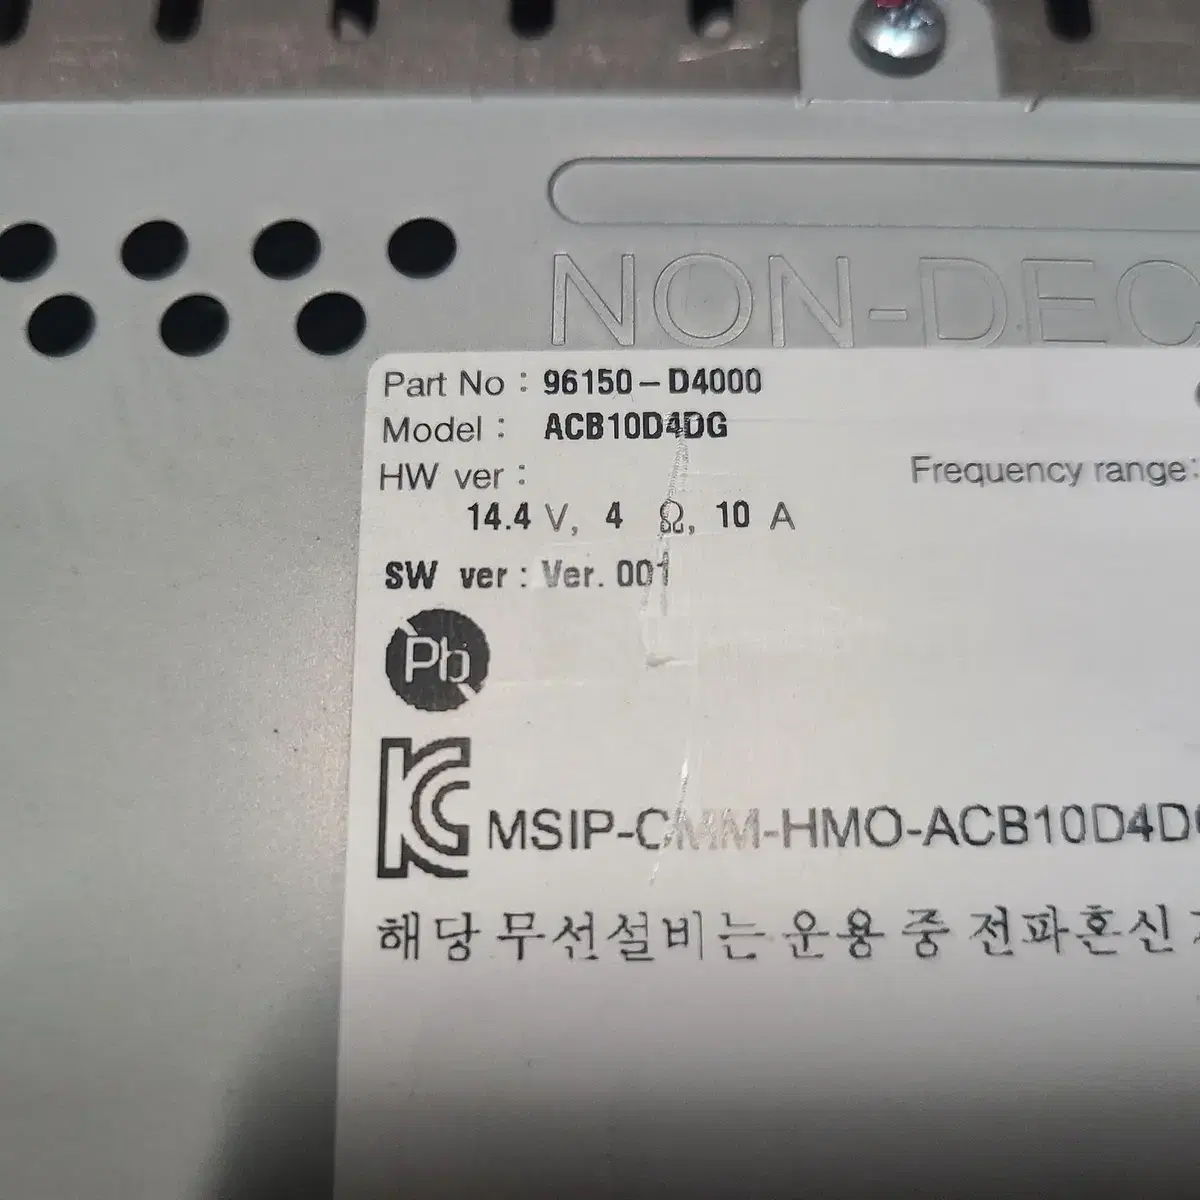 NON-DEC
Part No : 96150-D4000
Model : ACB10D4DG
HW ver :
Frequency range:
14.4 V, 4 Ω, 10 A
SW ver : Ver. 001
Pb
KC MSIP-CMM-HMO-ACB10D4D
해당 무선설비는 운용 중 전파혼신